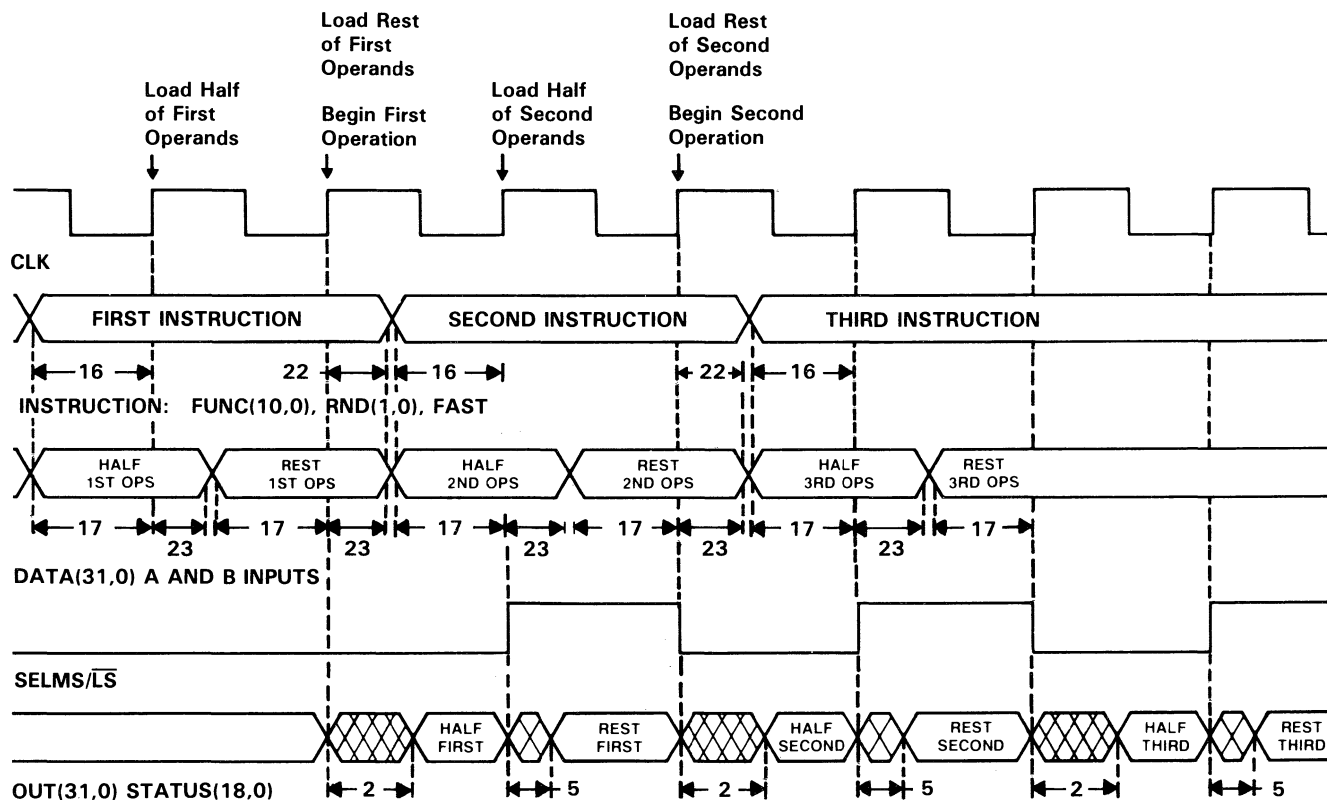 Load Rest
of First
Operands
Load Rest
of Second
Operands
Load Half
of First
Operands
Begin First
Operation
Load Half
of Second
Operands
Begin Second
Operation
CLK
FIRST INSTRUCTION
SECOND INSTRUCTION
THIRD INSTRUCTION
16
22
16
22
16
INSTRUCTION: FUNC(10,0), RND(1,0), FAST
HALF
1ST OPS
REST
1ST OPS
HALF
2ND OPS
REST
2ND OPS
HALF
3RD OPS
REST
3RD OPS
17
23
17
23
17
23
17
23
17
23
17
DATA(31,0) A AND B INPUTS
SELMS/L̅S̅
HALF
FIRST
REST
FIRST
HALF
SECOND
REST
SECOND
HALF
THIRD
REST
THIRD
OUT(31,0) STATUS(18,0)
2
5
2
5
2
5